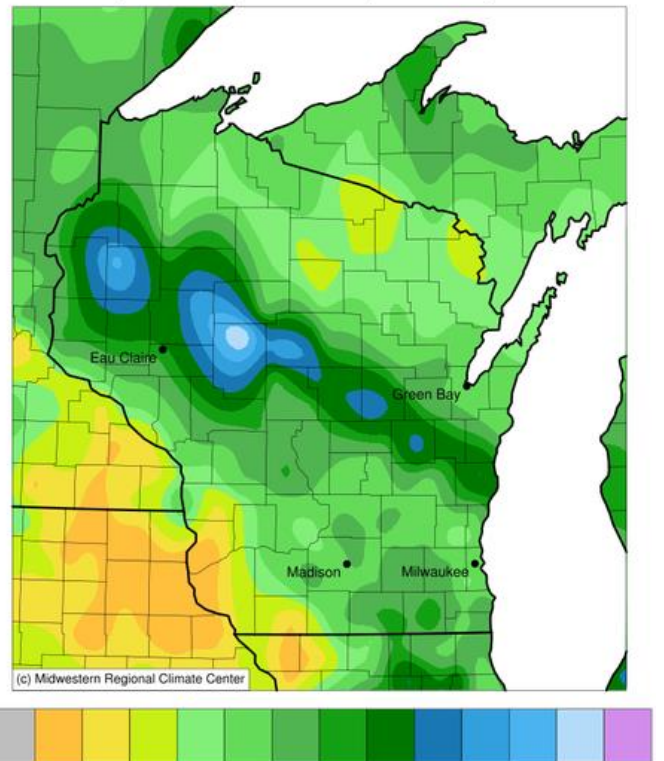 Eau Claire
Green Bay
Madison
Milwaukee
(c) Midwestern Regional Climate Center